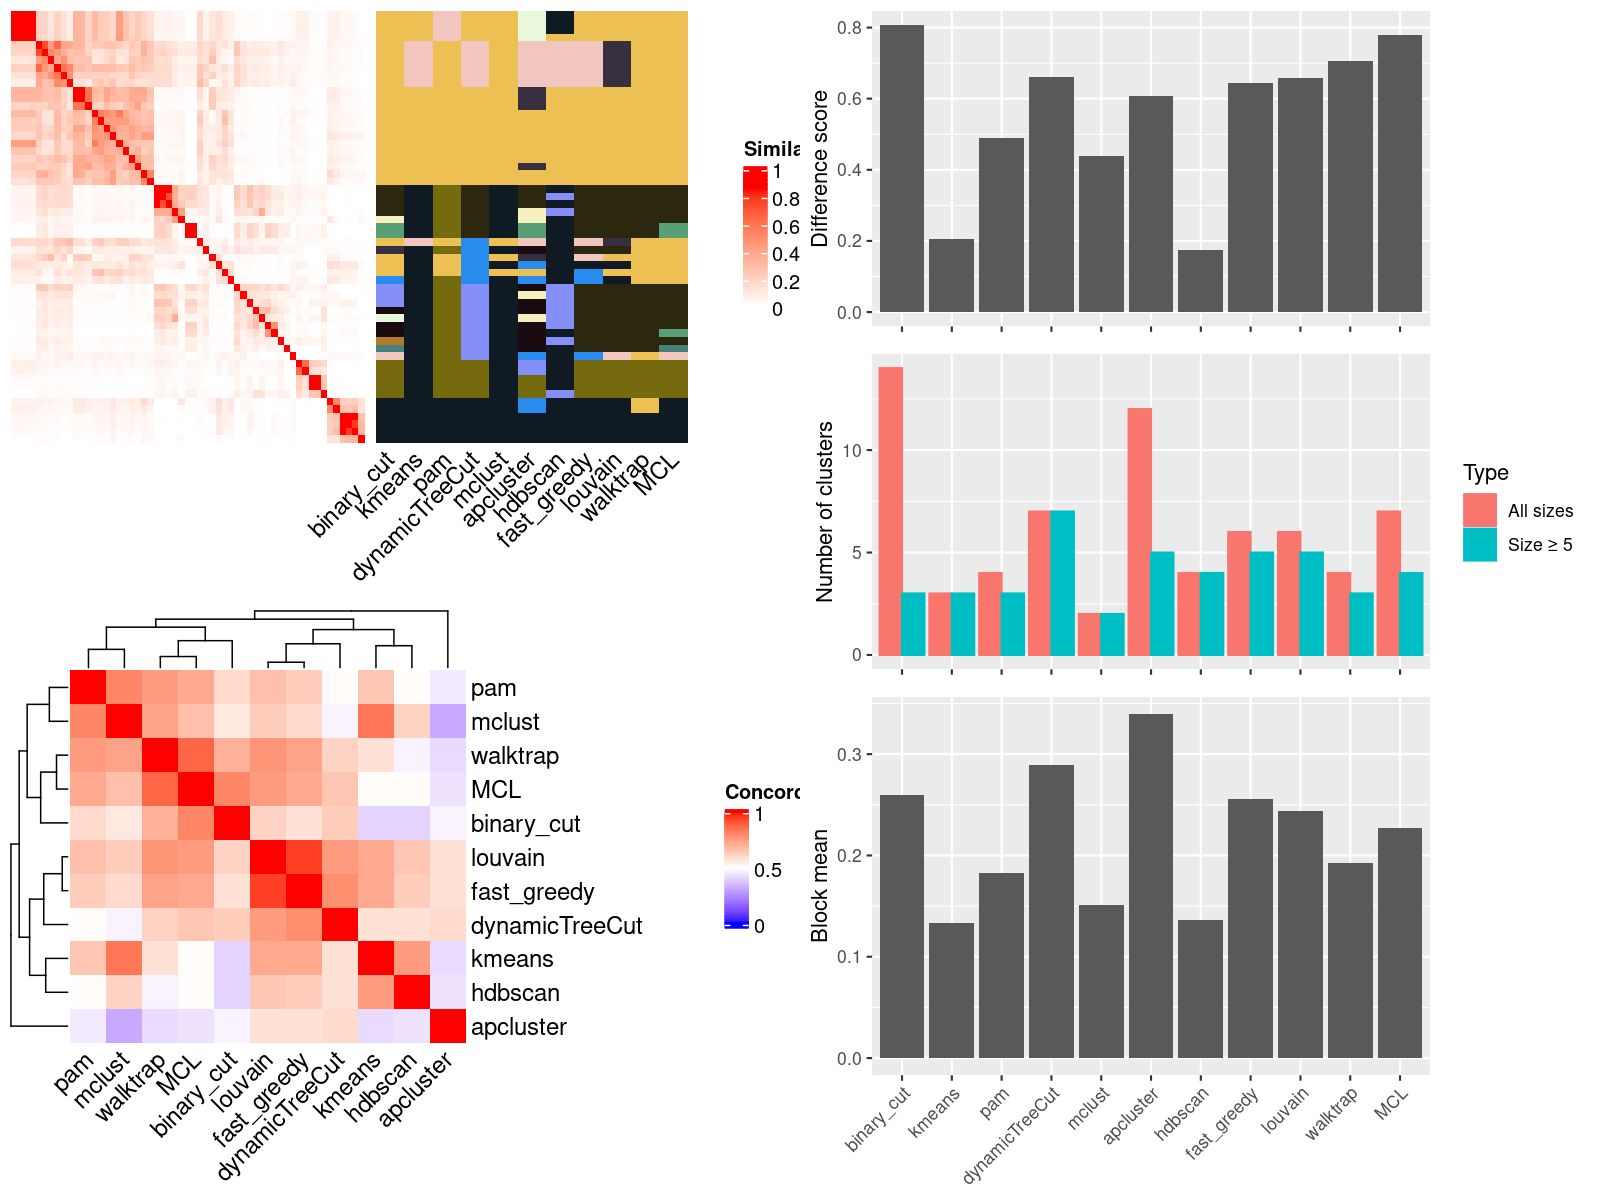 Simila
1
0.8
0.6
0.4
0.2
0
binary_cut
kmeans
pam
dynamicTreeCut
mclust
apcluster
hdbscan
fast_greedy
louvain
walktrap
MCL
Difference score
0.8
0.6
0.4
0.2
0.0
Number of clusters
10
5
0
Type
All sizes
Size ≥ 5
pam
mclust
walktrap
MCL
binary_cut
louvain
fast_greedy
dynamicTreeCut
kmeans
hdbscan
apcluster
pam
mclust
walktrap
MCL
binary_cut
louvain
fast_greedy
dynamicTreeCut
kmeans
hdbscan
apcluster
Concord
1
0.5
0
Block mean
0.3
0.2
0.1
0.0
binary_cut
kmeans
pam
dynamicTreeCut
mclust
apcluster
hdbscan
fast_greedy
louvain
walktrap
MCL